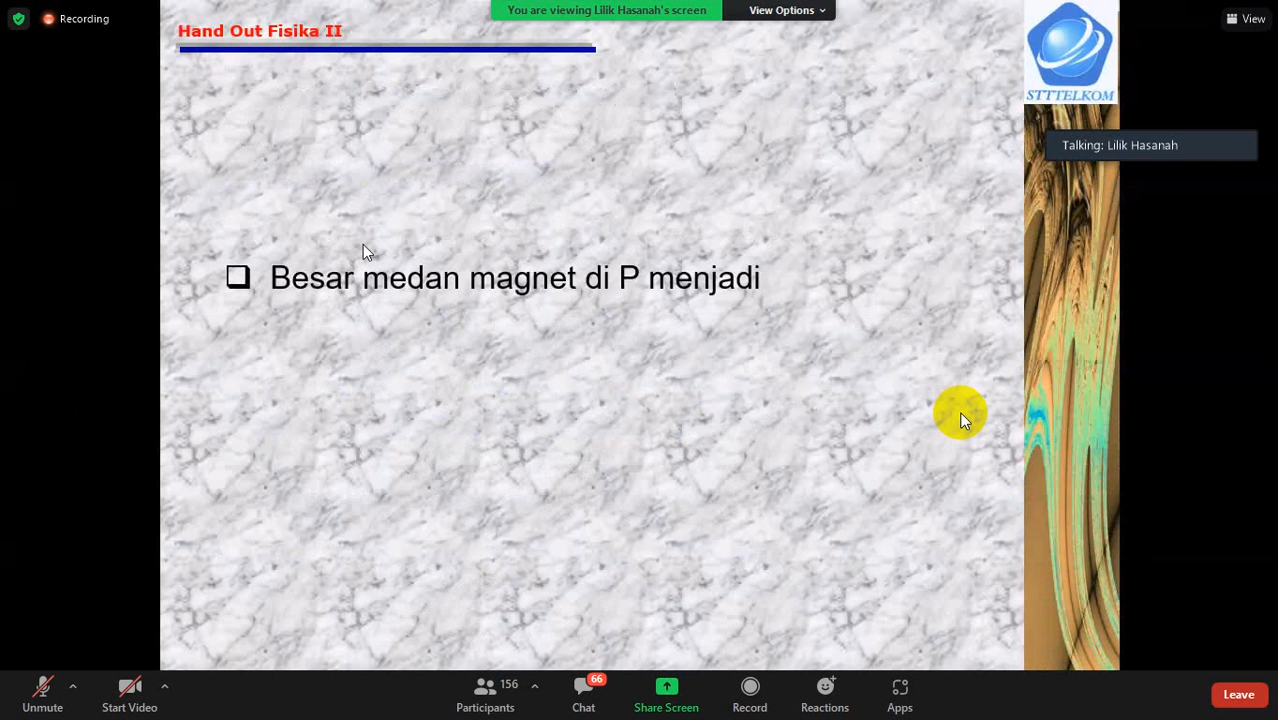 You are viewing Lilik Hasanah's screen
View Options
Recording
View
Hand Out Fisika II
STTTELKOM
Talking: Lilik Hasanah
Besar medan magnet di P menjadi
Unmute
Start Video
156
Participants
66
Chat
Share Screen
Record
Reactions
Apps
Leave